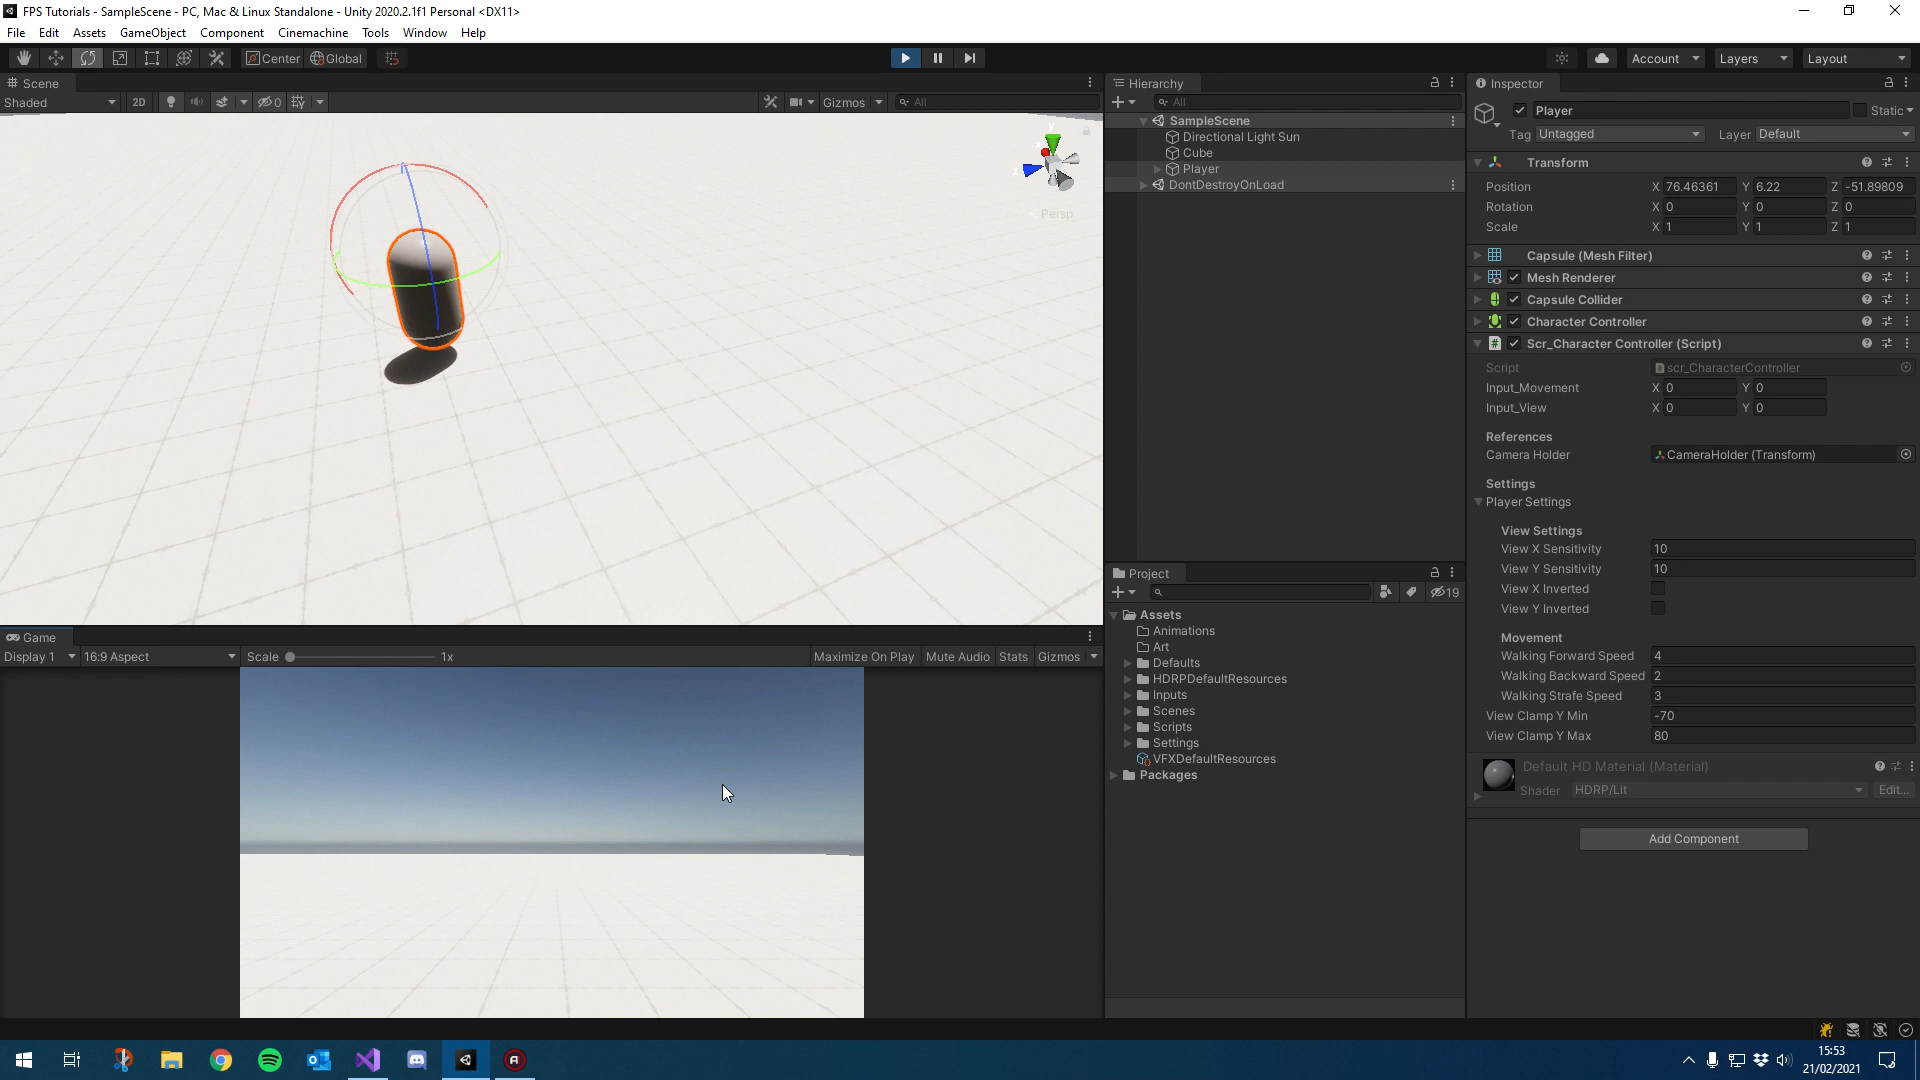 FPS Tutorials - SampleScene - PC, Mac & Linux Standalone - Unity 2020.2.1f1 Personal <DX11>
File Edit Assets GameObject Component Cinemachine Tools Window Help
Center Global Account Layers Layout
Scene
Shaded 2D 0 Gizmos All
y
x
z
Persp
Game
Display 1 16:9 Aspect Scale 1x Maximize On Play Mute Audio Stats Gizmos
Hierarchy
All
SampleScene
Directional Light Sun
Cube
Player
DontDestroyOnLoad
Project
19
Assets
Animations
Art
Defaults
HDRPDefaultResources
Inputs
Scenes
Scripts
Settings
VFXDefaultResources
Packages
Inspector
Player Static
Tag Untagged Layer Default
Transform
Position X 76.46361 Y 6.22 Z -51.89809
Rotation X 0 Y 0 Z 0
Scale X 1 Y 1 Z 1
Capsule (Mesh Filter)
Mesh Renderer
Capsule Collider
Character Controller
Scr_Character Controller (Script)
Script scr_CharacterController
Input_Movement X 0 Y 0
Input_View X 0 Y 0
References
Camera Holder CameraHolder (Transform)
Settings
Player Settings
View Settings
View X Sensitivity 10
View Y Sensitivity 10
View X Inverted
View Y Inverted
Movement
Walking Forward Speed 4
Walking Backward Speed 2
Walking Strafe Speed 3
View Clamp Y Min -70
View Clamp Y Max 80
Default HD Material (Material)
Shader HDRP/Lit Edit...
Add Component
15:53
21/02/2021